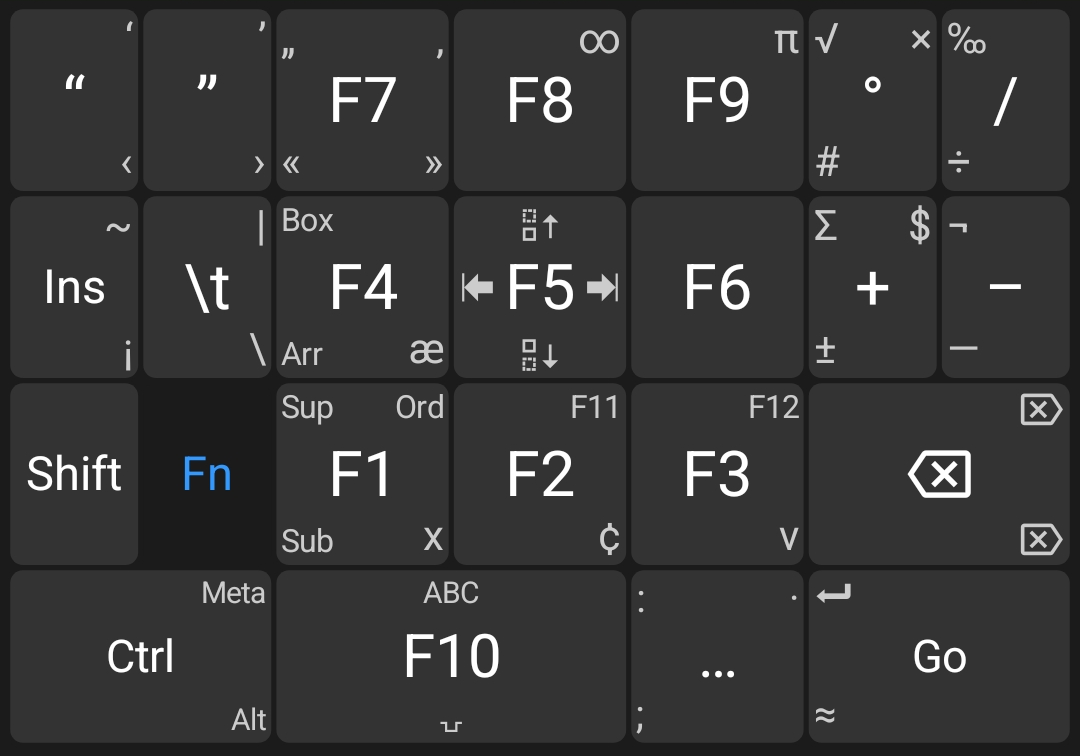 ‘ ’ „ ‚ ∞ π √ × ‰
“ ” F7 F8 F9 ° /
‹ › « » # ÷
~ | Box Σ $ ¬
Ins \t F4 F5 F6 + −
¡ \ Arr æ ± —
Sup Ord F11 F12
Shift Fn F1 F2 F3
Sub x ¢ v
Meta ABC : ·
Ctrl F10 … Go
Alt ; ≈